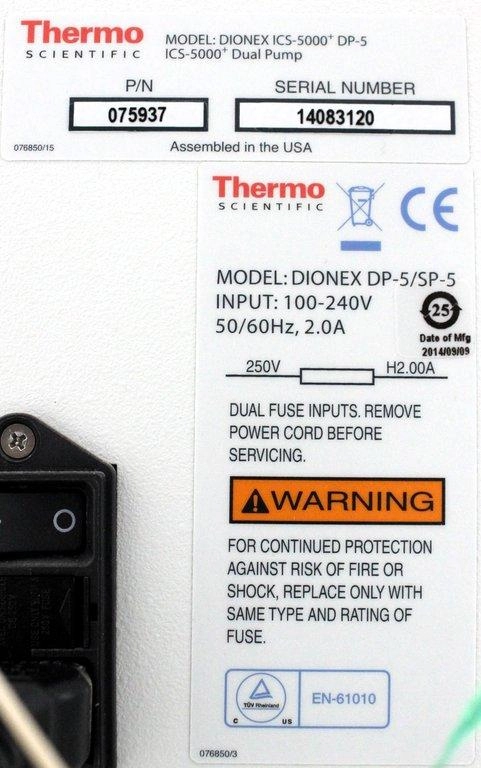 Thermo
SCIENTIFIC
MODEL: DIONEX ICS-5000+ DP-5
ICS-5000+ Dual Pump
P/N
SERIAL NUMBER
075937
14083120
076850/15
Assembled in the USA
Thermo
SCIENTIFIC
CE
MODEL: DIONEX DP-5/SP-5
INPUT: 100-240V
50/60Hz, 2.0A
25
Date of Mfg
2014/09/09
250V
H2.00A
DUAL FUSE INPUTS. REMOVE
POWER CORD BEFORE
SERVICING.
WARNING
FOR CONTINUED PROTECTION
AGAINST RISK OF FIRE OR
SHOCK, REPLACE ONLY WITH
SAME TYPE AND RATING OF
FUSE.
TÜV Rheinland
C US
EN-61010
076850/3